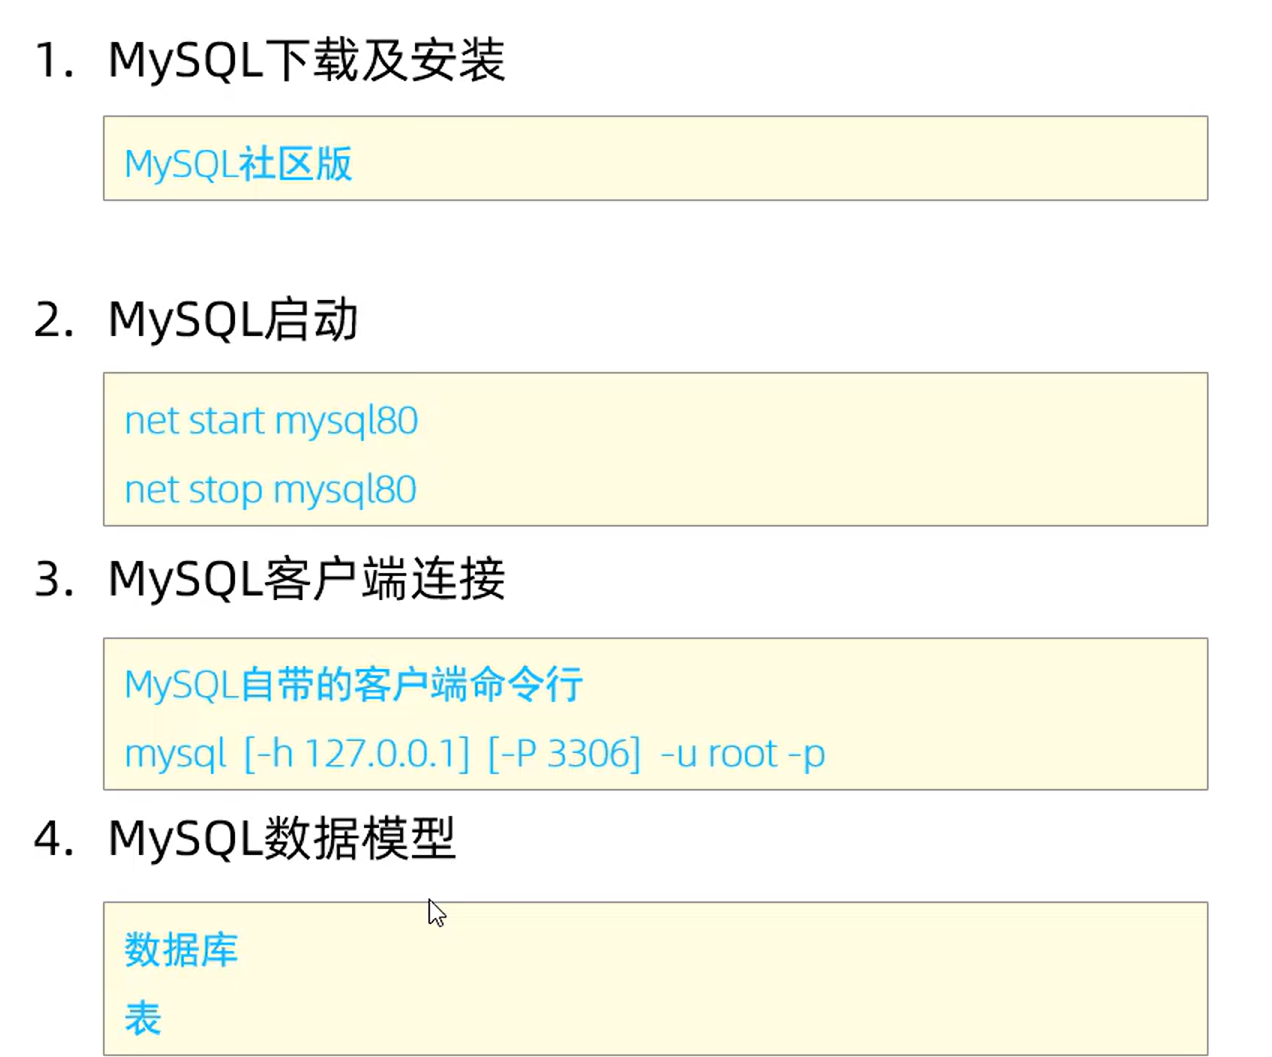 1. MySQL下载及安装
MySQL社区版
2. MySQL启动
net start mysql80
net stop mysql80
3. MySQL客户端连接
MySQL自带的客户端命令行
mysql [-h 127.0.0.1] [-P 3306] -u root -p
4. MySQL数据模型
数据库
表